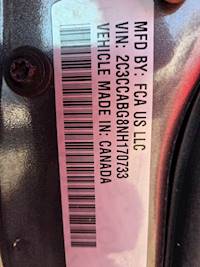 MFD BY: FCA US LLC
VIN: 2C3CCABG8NH170733
VEHICLE MADE IN: CANADA